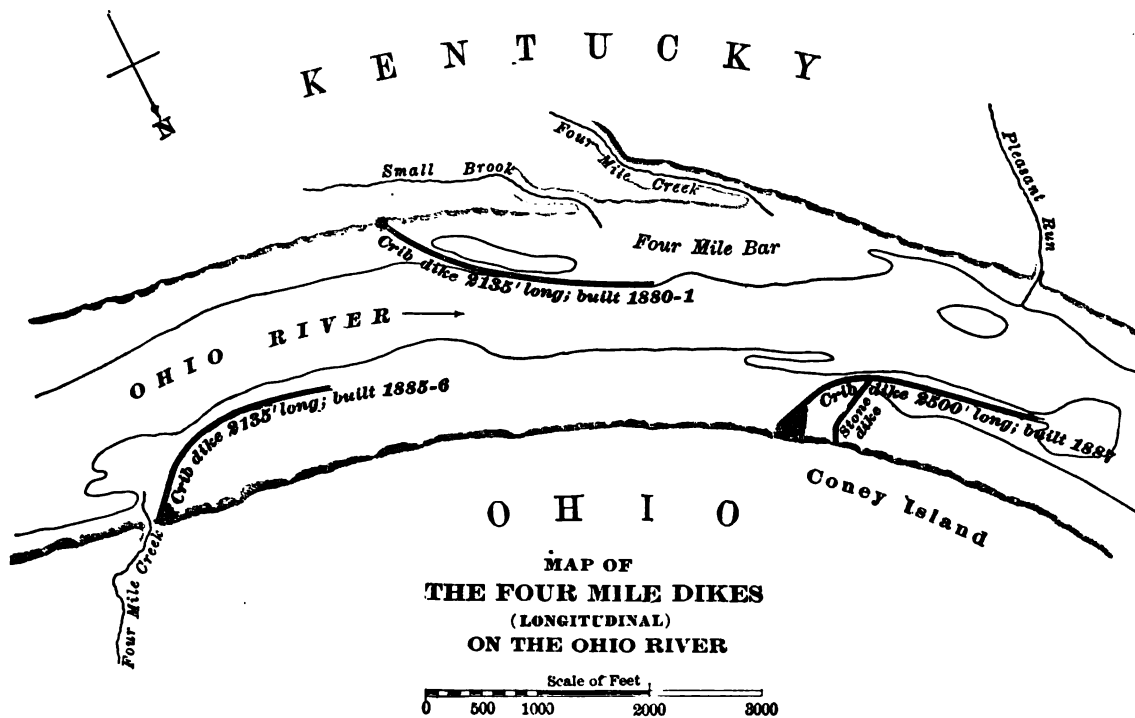 N
KENTUCKY
Four Mile Creek
Pleasant Run
Small Brook
Four Mile Bar
Crib dike 2135' long; built 1880-1
OHIO RIVER
Crib dike 2135' long; built 1885-6
Crib dike 2500' long; built 1887
Stone dike
Coney Island
Four Mile Creek
OHIO
MAP OF
THE FOUR MILE DIKES
(LONGITUDINAL)
ON THE OHIO RIVER
Scale of Feet
0 500 1000 2000 3000